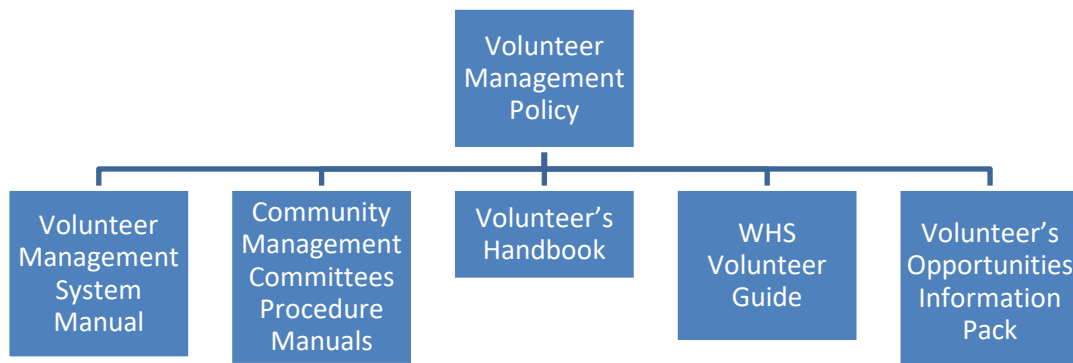 Volunteer
Management
Policy
Volunteer
Management
System
Manual
Community
Management
Committees
Procedure
Manuals
Volunteer’s
Handbook
WHS
Volunteer
Guide
Volunteer’s
Opportunities
Information
Pack